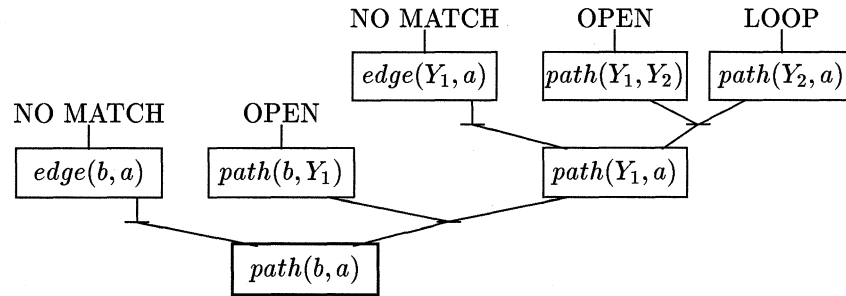 NO MATCH OPEN LOOP
edge(Y₁, a) path(Y₁, Y₂) path(Y₂, a)
NO MATCH OPEN
edge(b, a) path(b, Y₁) path(Y₁, a)
path(b, a)